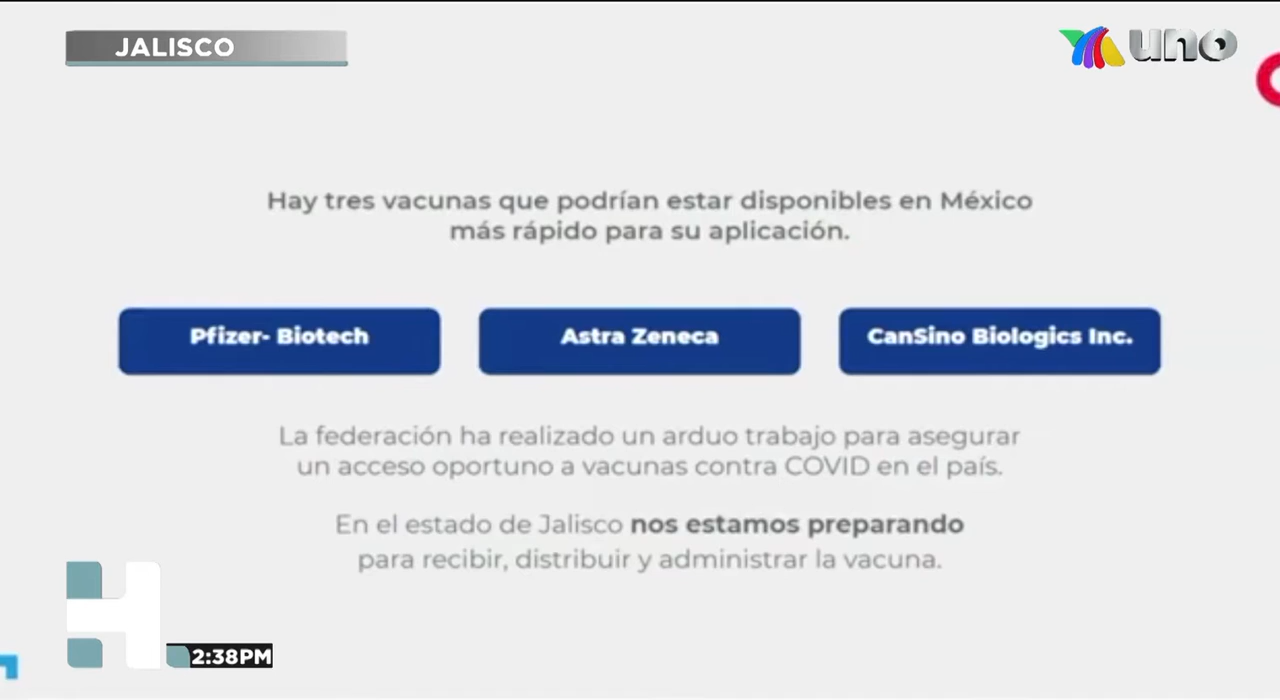 JALISCO
uno
Hay tres vacunas que podrían estar disponibles en México
más rápido para su aplicación.
Pfizer- Biotech
Astra Zeneca
CanSino Biologics Inc.
La federación ha realizado un arduo trabajo para asegurar
un acceso oportuno a vacunas contra COVID en el país.
En el estado de Jalisco nos estamos preparando
para recibir, distribuir y administrar la vacuna.
H
2:38PM